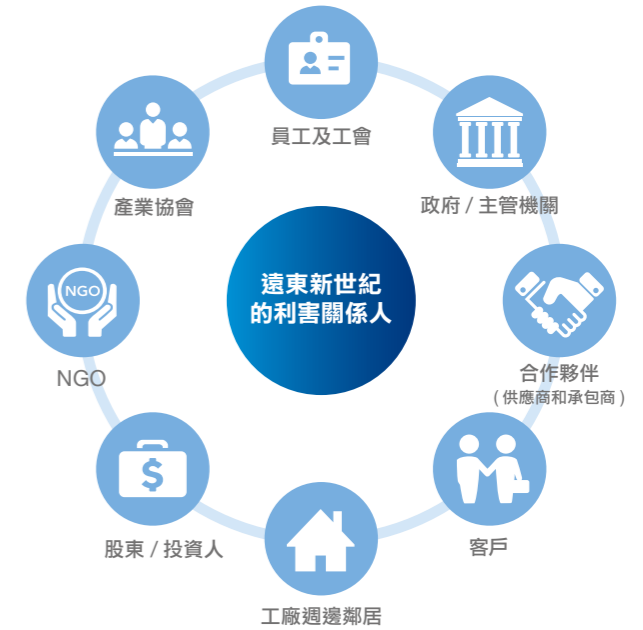 員工及工會
產業協會
政府 / 主管機關
遠東新世紀
的利害關係人
NGO
NGO
合作夥伴
( 供應商和承包商 )
股東 / 投資人
客戶
工廠週邊鄰居